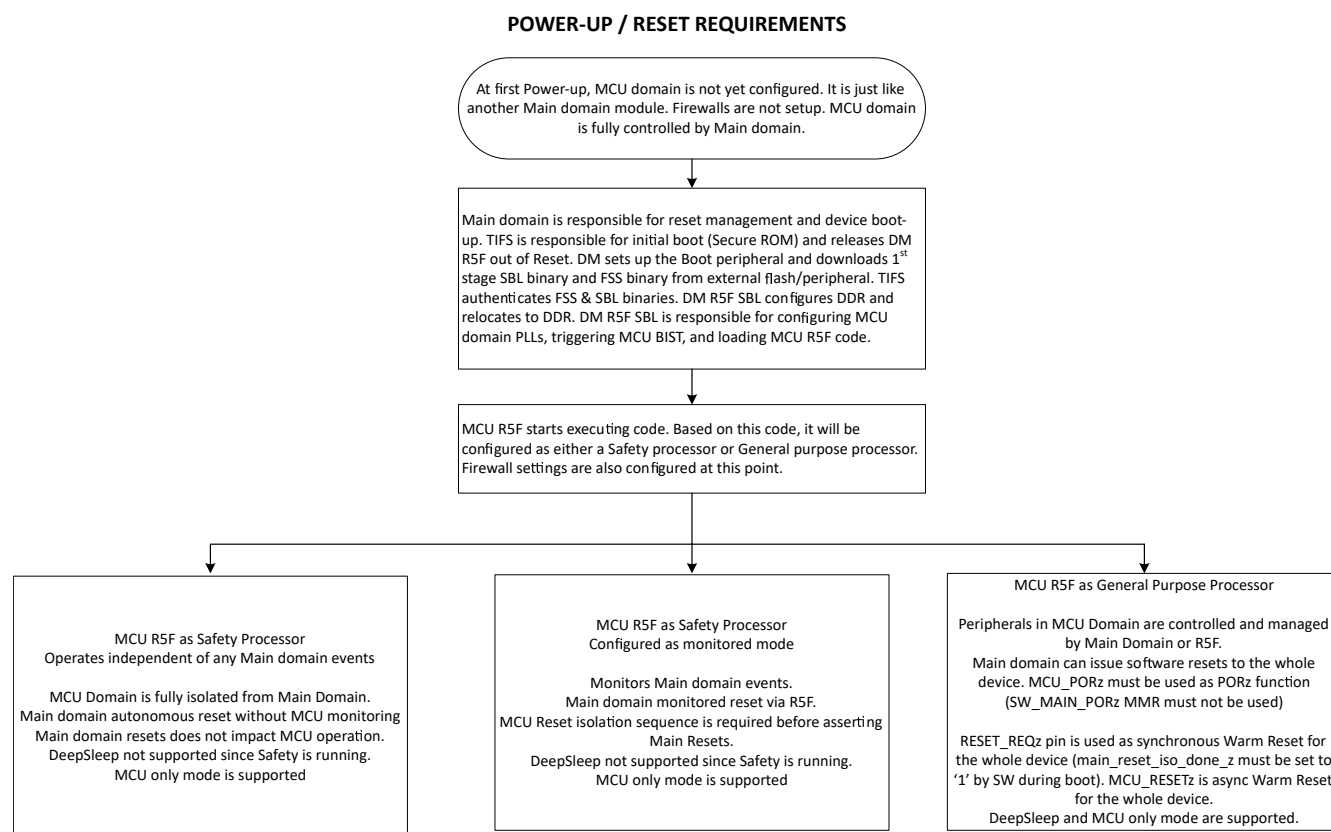 POWER-UP / RESET REQUIREMENTS
At first Power-up, MCU domain is not yet configured. It is just like
another Main domain module. Firewalls are not setup. MCU domain
is fully controlled by Main domain.
Main domain is responsible for reset management and device boot-
up. TIFS is responsible for initial boot (Secure ROM) and releases DM
R5F out of Reset. DM sets up the Boot peripheral and downloads 1st
stage SBL binary and FSS binary from external flash/peripheral. TIFS
authenticates FSS & SBL binaries. DM R5F SBL configures DDR and
relocates to DDR. DM R5F SBL is responsible for configuring MCU
domain PLLs, triggering MCU BIST, and loading MCU R5F code.
MCU R5F starts executing code. Based on this code, it will be
configured as either a Safety processor or General purpose processor.
Firewall settings are also configured at this point.
MCU R5F as Safety Processor
Operates independent of any Main domain events
MCU Domain is fully isolated from Main Domain.
Main domain autonomous reset without MCU monitoring
Main domain resets does not impact MCU operation.
DeepSleep not supported since Safety is running.
MCU only mode is supported
MCU R5F as Safety Processor
Configured as monitored mode
Monitors Main domain events.
Main domain monitored reset via R5F.
MCU Reset isolation sequence is required before asserting
Main Resets.
DeepSleep not supported since Safety is running.
MCU only mode is supported
MCU R5F as General Purpose Processor
Peripherals in MCU Domain are controlled and managed
by Main Domain or R5F.
Main domain can issue software resets to the whole
device. MCU_PORz must be used as PORz function
(SW_MAIN_PORz MMR must not be used)
RESET_REQz pin is used as synchronous Warm Reset for
the whole device (main_reset_iso_done_z must be set to
‘1’ by SW during boot). MCU_RESETz is async Warm Reset
for the whole device.
DeepSleep and MCU only mode are supported.